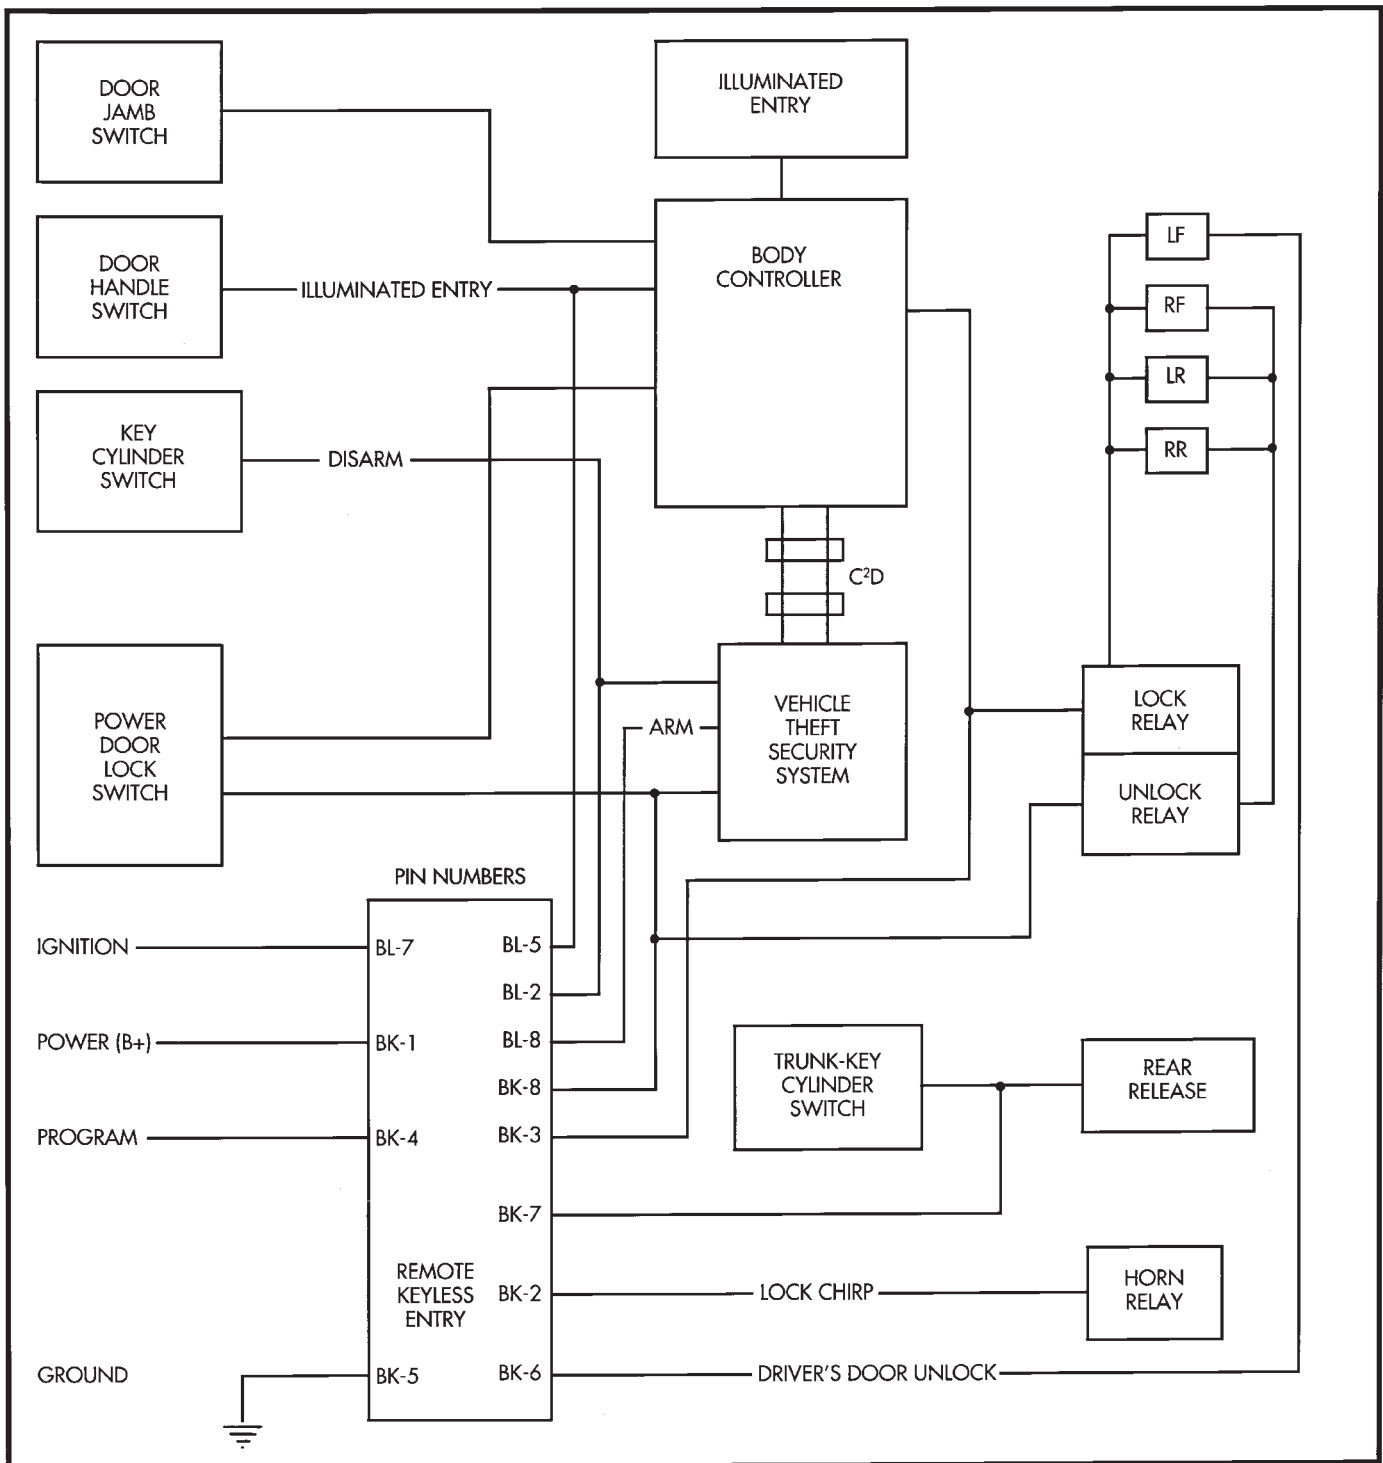 DOOR
JAMB
SWITCH
ILLUMINATED
ENTRY
DOOR
HANDLE
SWITCH
ILLUMINATED ENTRY
BODY
CONTROLLER
LF
RF
LR
RR
KEY
CYLINDER
SWITCH
DISARM
C²D
POWER
DOOR
LOCK
SWITCH
ARM
VEHICLE
THEFT
SECURITY
SYSTEM
LOCK
RELAY
UNLOCK
RELAY
PIN NUMBERS
IGNITION
BL-7
BL-5
BL-2
POWER (B+)
BK-1
BL-8
BK-8
PROGRAM
BK-4
BK-3
BK-7
TRUNK-KEY
CYLINDER
SWITCH
REAR
RELEASE
REMOTE
KEYLESS
ENTRY
BK-2
LOCK CHIRP
HORN
RELAY
GROUND
BK-5
BK-6
DRIVER'S DOOR UNLOCK